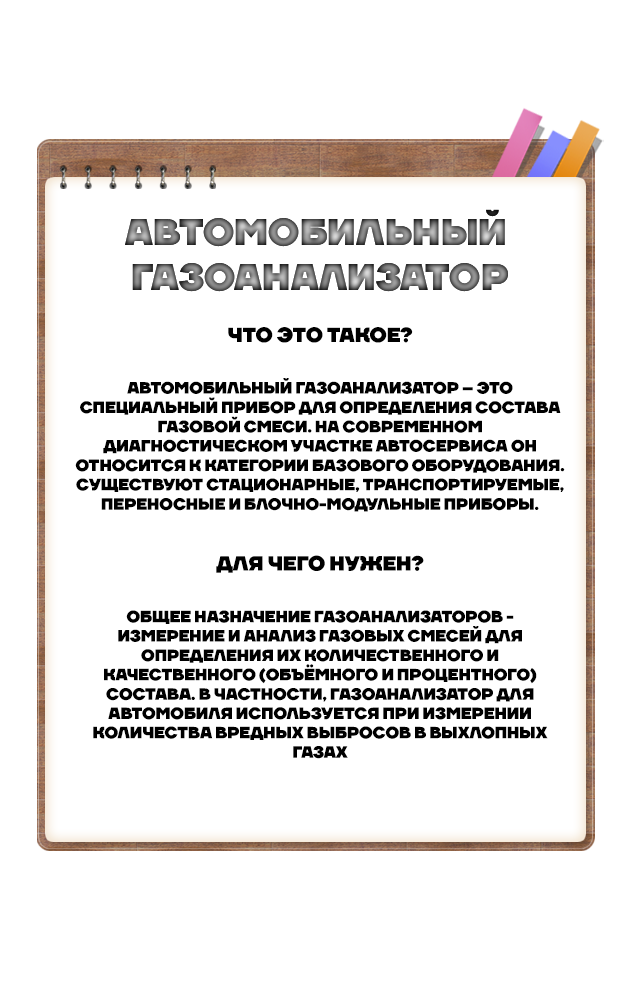 АВТОМОБИЛЬНЫЙ
ГАЗОАНАЛИЗАТОР
ЧТО ЭТО ТАКОЕ?
АВТОМОБИЛЬНЫЙ ГАЗОАНАЛИЗАТОР – ЭТО
СПЕЦИАЛЬНЫЙ ПРИБОР ДЛЯ ОПРЕДЕЛЕНИЯ СОСТАВА
ГАЗОВОЙ СМЕСИ. НА СОВРЕМЕННОМ
ДИАГНОСТИЧЕСКОМ УЧАСТКЕ АВТОСЕРВИСА ОН
ОТНОСИТСЯ К КАТЕГОРИИ БАЗОВОГО ОБОРУДОВАНИЯ.
СУЩЕСТВУЮТ СТАЦИОНАРНЫЕ, ТРАНСПОРТИРУЕМЫЕ,
ПЕРЕНОСНЫЕ И БЛОЧНО-МОДУЛЬНЫЕ ПРИБОРЫ.
ДЛЯ ЧЕГО НУЖЕН?
ОБЩЕЕ НАЗНАЧЕНИЕ ГАЗОАНАЛИЗАТОРОВ -
ИЗМЕРЕНИЕ И АНАЛИЗ ГАЗОВЫХ СМЕСЕЙ ДЛЯ
ОПРЕДЕЛЕНИЯ ИХ КОЛИЧЕСТВЕННОГО И
КАЧЕСТВЕННОГО (ОБЪЁМНОГО И ПРОЦЕНТНОГО)
СОСТАВА. В ЧАСТНОСТИ, ГАЗОАНАЛИЗАТОР ДЛЯ
АВТОМОБИЛЯ ИСПОЛЬЗУЕТСЯ ПРИ ИЗМЕРЕНИИ
КОЛИЧЕСТВА ВРЕДНЫХ ВЫБРОСОВ В ВЫХЛОПНЫХ
ГАЗАХ